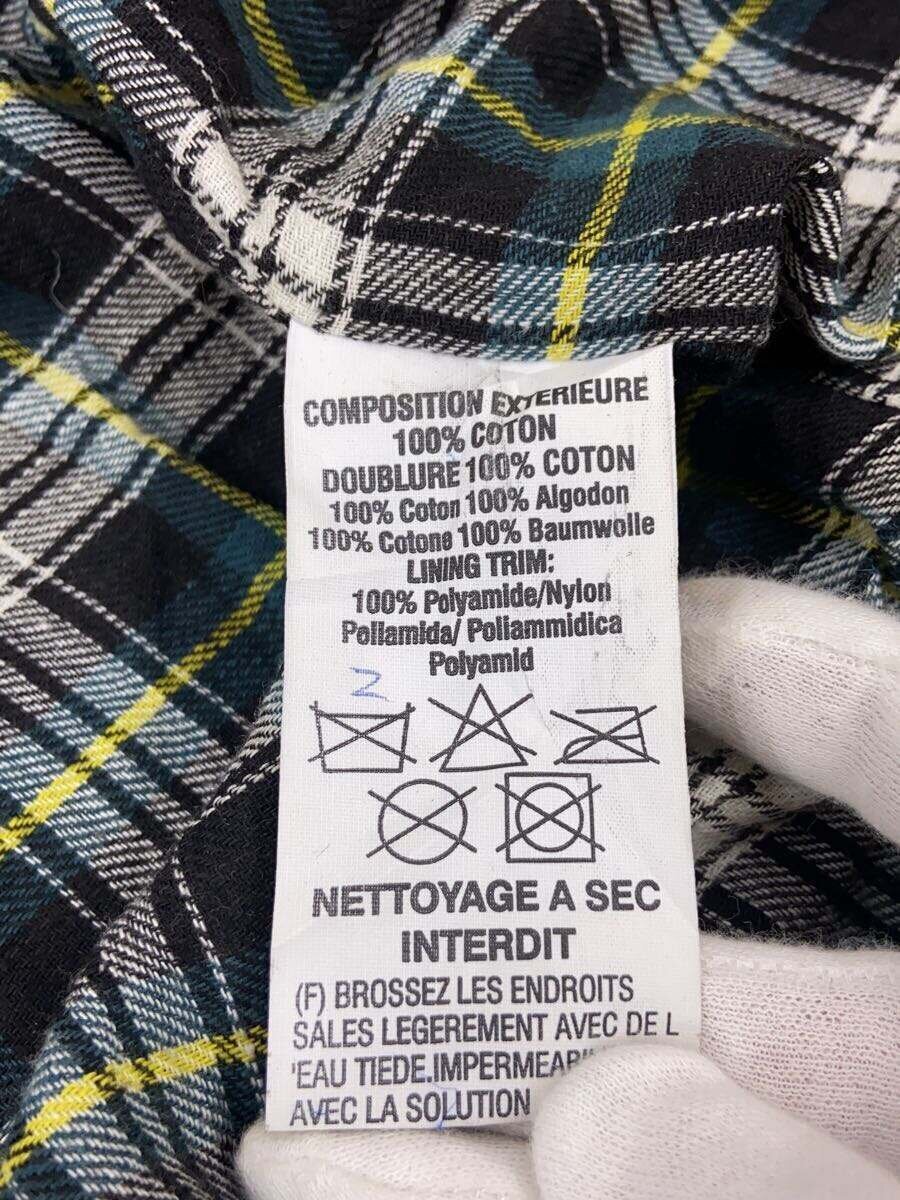 COMPOSITION EXTERIEURE
100% COTON
DOUBLURE 100% COTON
100% Coton 100% Algodon
100% Cotone 100% Baumwolle
LINING TRIM:
100% Polyamide/Nylon
Poliamida/ Poliammidica
Polyamid
NETTOYAGE A SEC
INTERDIT
(F) BROSSEZ LES ENDROITS
SALES LEGEREMENT AVEC DE L
'EAU TIEDE.
AVEC LA SOLUTION